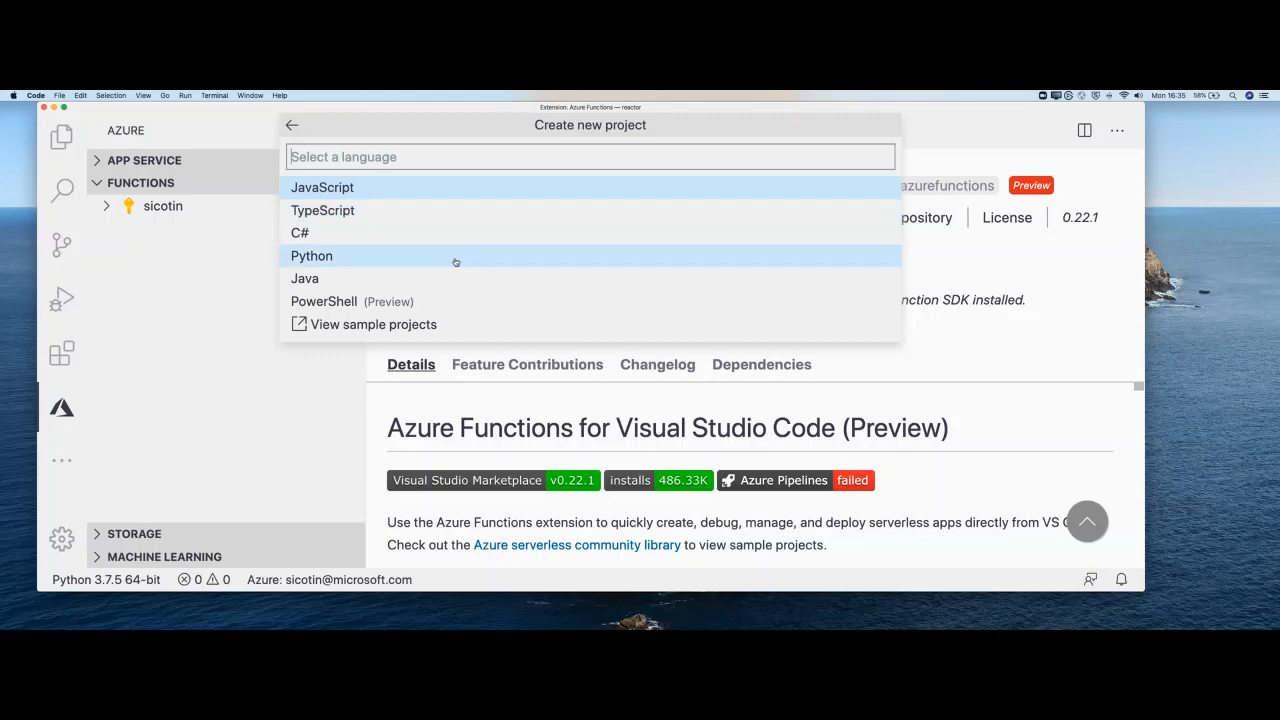 Code File Edit Selection View Go Run Terminal Window Help
58% Mon 16:35
Extension: Azure Functions — reactor
AZURE
APP SERVICE
FUNCTIONS
sicotin
STORAGE
MACHINE LEARNING
Create new project
Select a language
JavaScript
TypeScript
C#
Python
Java
PowerShell (Preview)
View sample projects
azurefunctions Preview
pository License 0.22.1
nction SDK installed.
Details Feature Contributions Changelog Dependencies
Azure Functions for Visual Studio Code (Preview)
Visual Studio Marketplace v0.22.1 installs 486.33K Azure Pipelines failed
Use the Azure Functions extension to quickly create, debug, manage, and deploy serverless apps directly from VS C
Check out the Azure serverless community library to view sample projects.
Python 3.7.5 64-bit 0 0 Azure: sicotin@microsoft.com